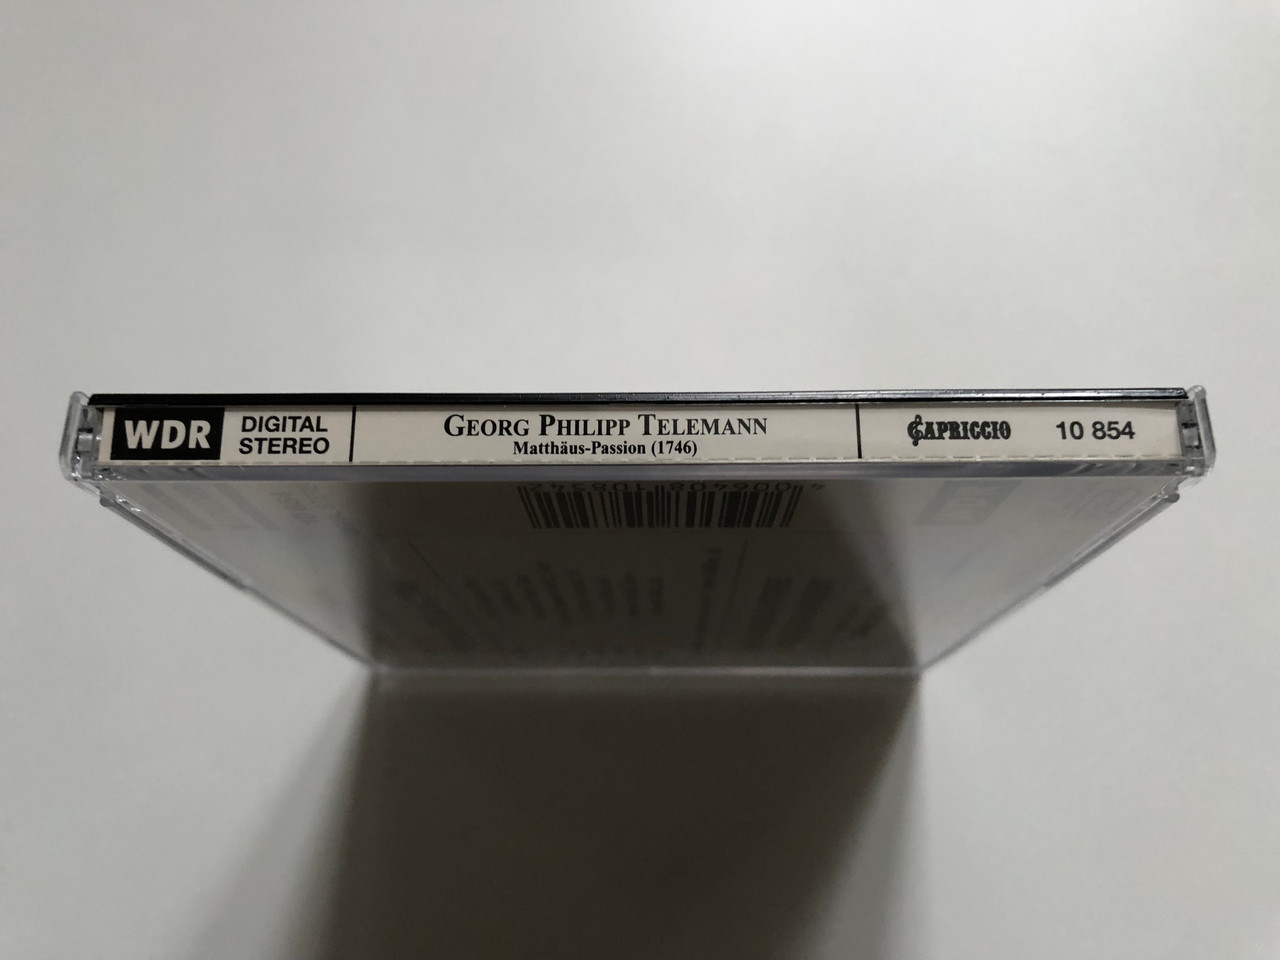 WDR
DIGITAL
STEREO
GEORG PHILIPP TELEMANN
Matthäus-Passion (1746)
CAPRICCIO
10 854